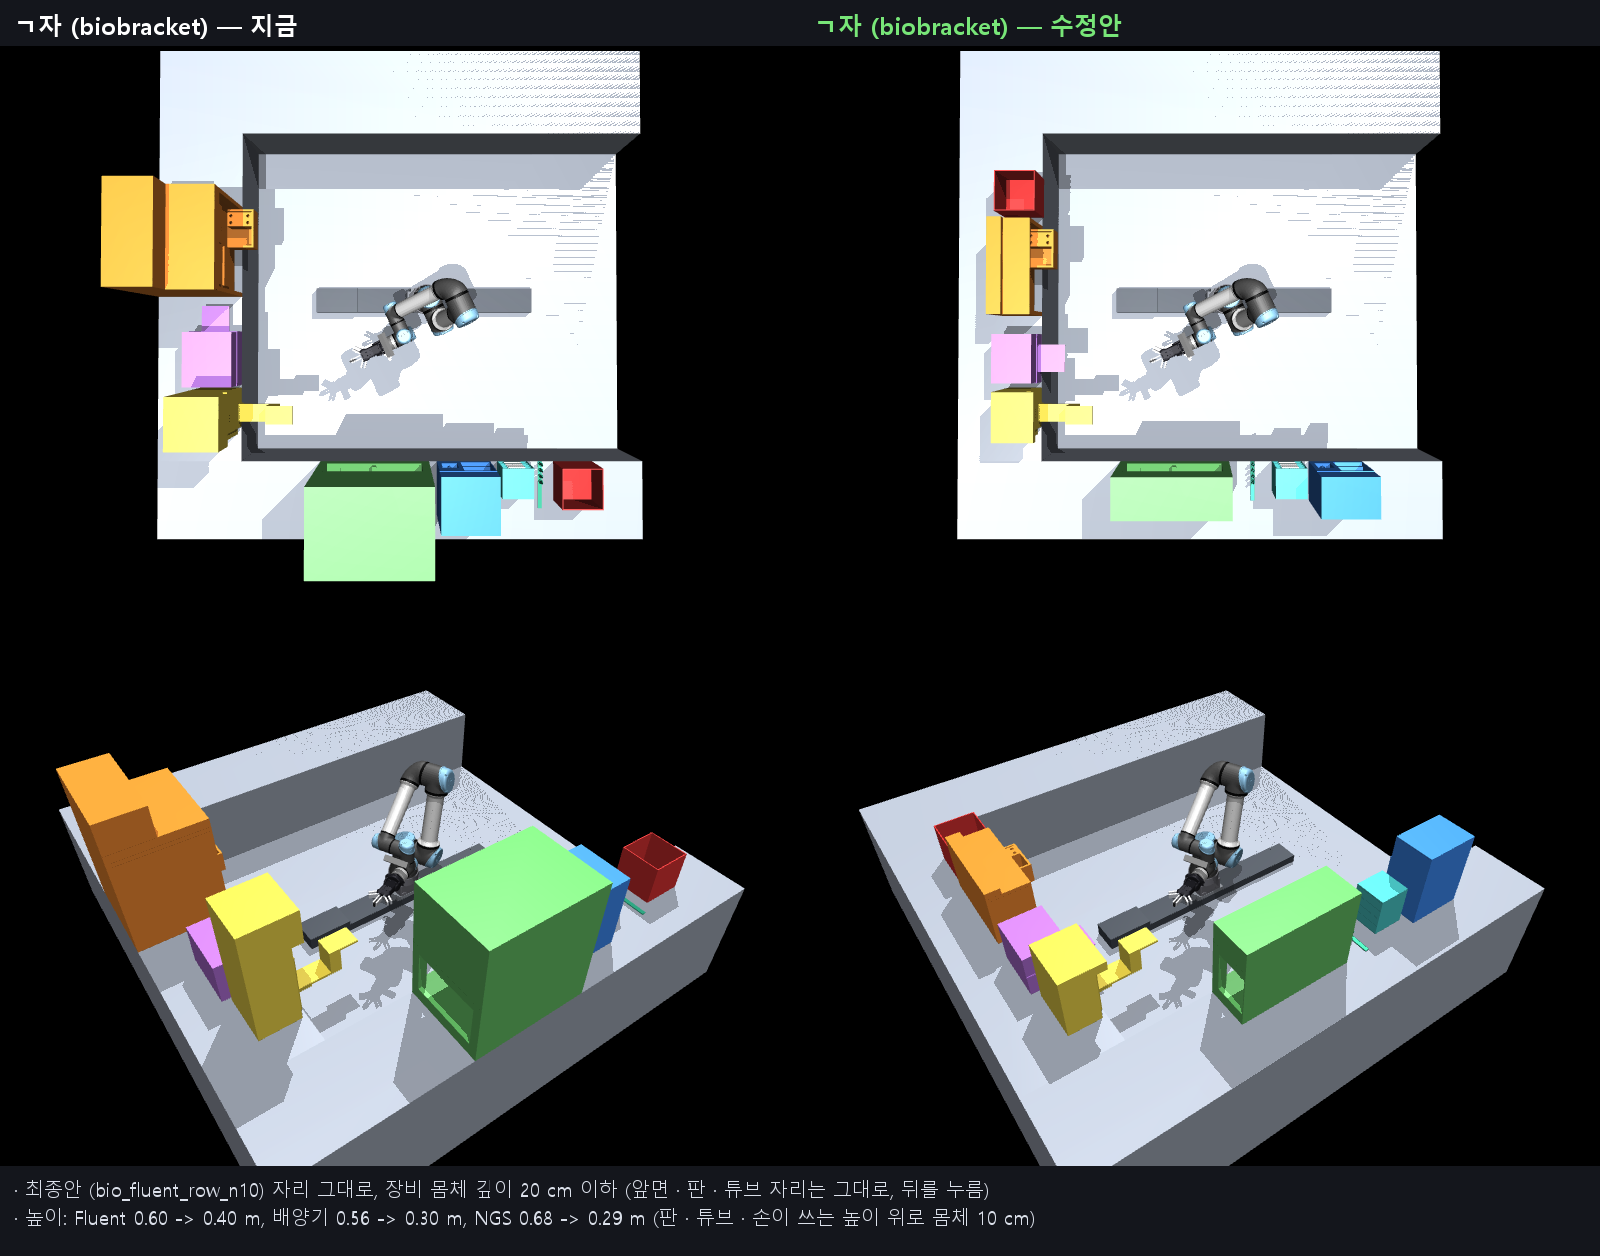 ㄱ자 (biobracket) — 지금
ㄱ자 (biobracket) — 수정안
· 최종안 (bio_fluent_row_n10) 자리 그대로, 장비 몸체 깊이 20 cm 이하 (앞면 · 판 · 튜브 자리는 그대로, 뒤를 누름)
· 높이: Fluent 0.60 -> 0.40 m, 배양기 0.56 -> 0.30 m, NGS 0.68 -> 0.29 m (판 · 튜브 · 손이 쓰는 높이 위로 몸체 10 cm)